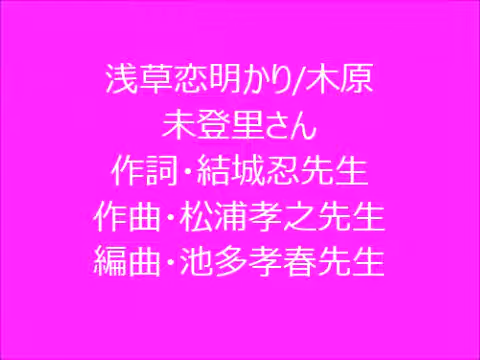 浅草恋明かり/木原
未登里さん
作詞・結城忍先生
作曲・松浦孝之先生
編曲・池多孝春先生